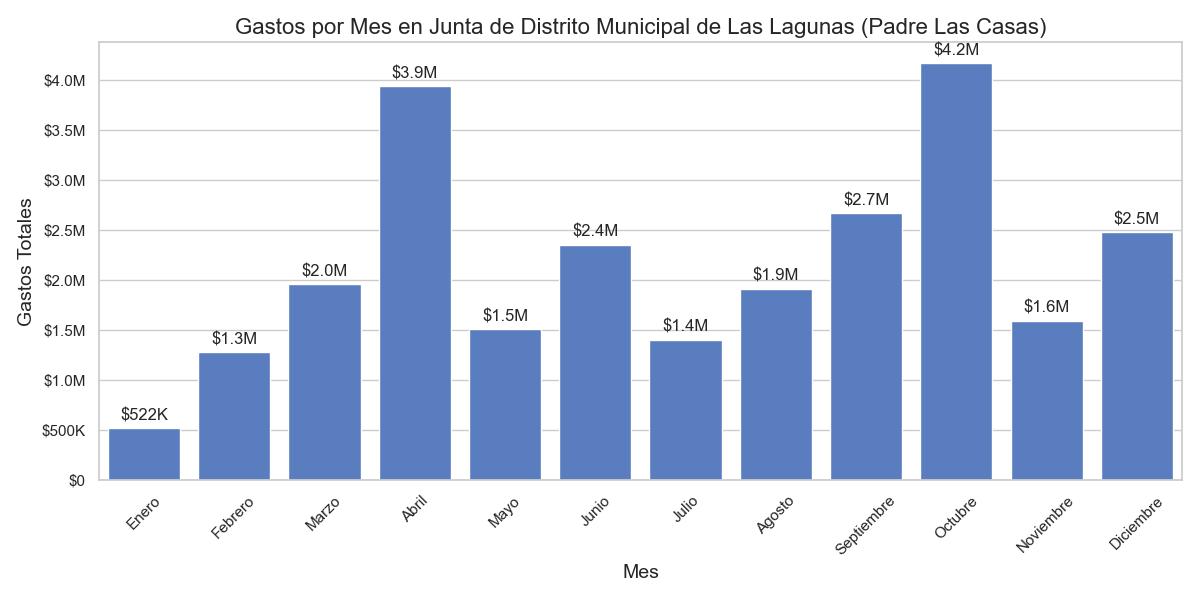 Gastos por Mes en Junta de Distrito Municipal de Las Lagunas (Padre Las Casas)
Gastos Totales
$4.0M
$3.5M
$3.0M
$2.5M
$2.0M
$1.5M
$1.0M
$500K
$0
$522K
$1.3M
$2.0M
$3.9M
$1.5M
$2.4M
$1.4M
$1.9M
$2.7M
$4.2M
$1.6M
$2.5M
Enero
Febrero
Marzo
Abril
Mayo
Junio
Julio
Agosto
Septiembre
Octubre
Noviembre
Diciembre
Mes